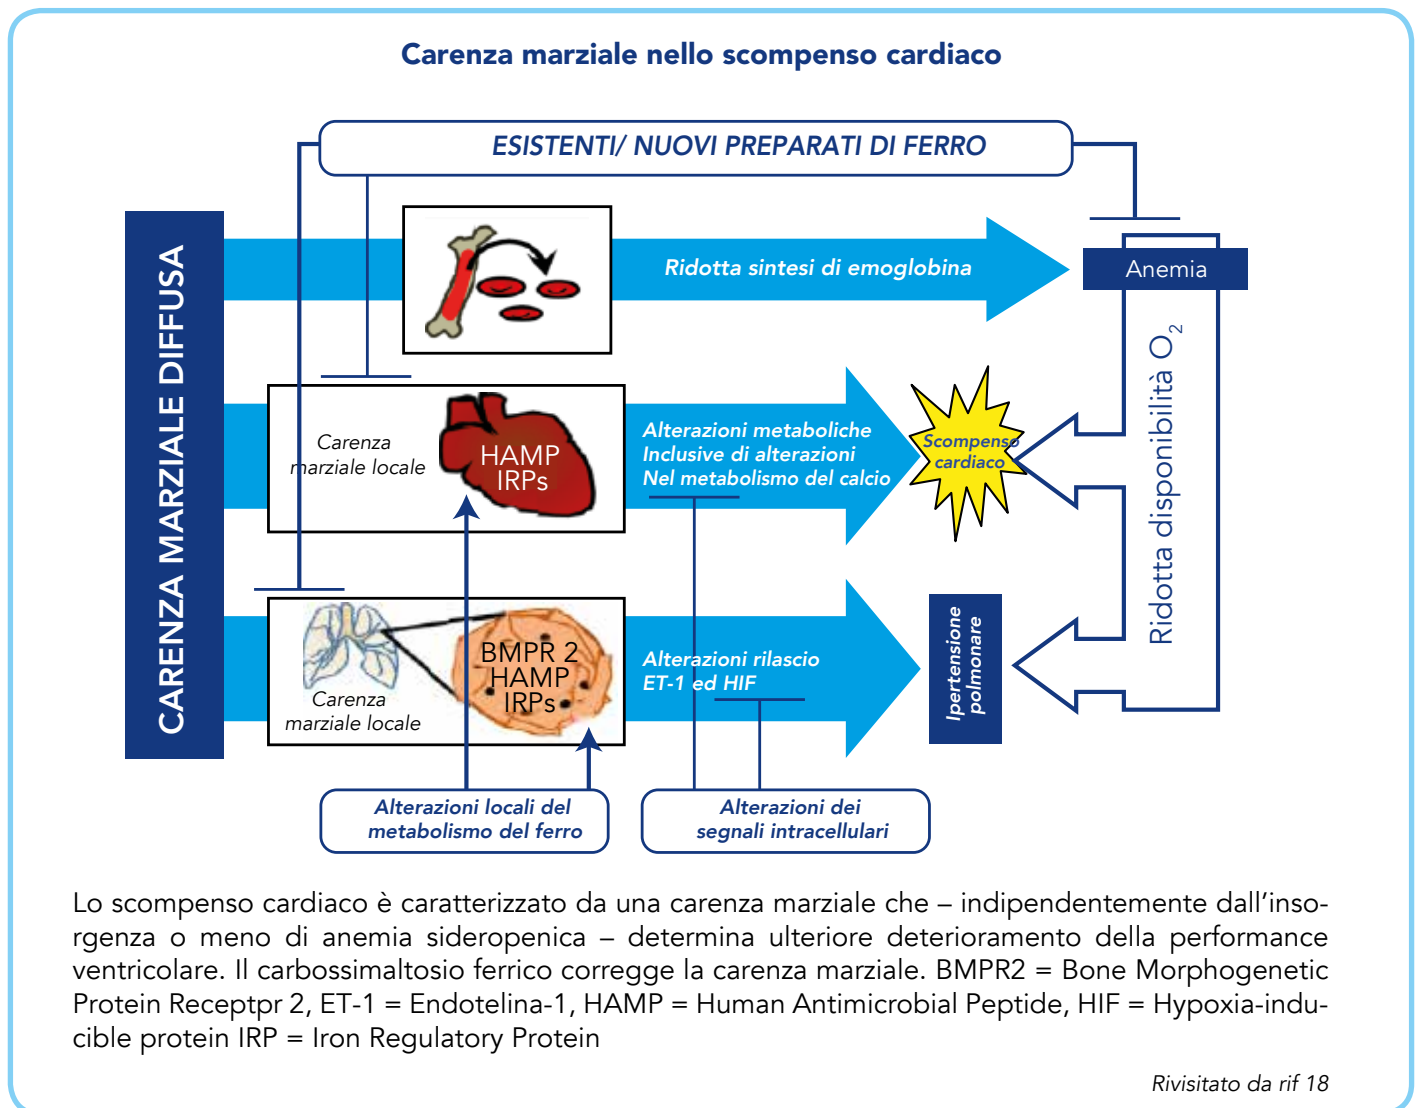 Carenza marziale nello scompenso cardiaco
ESISTENTI/ NUOVI PREPARATI DI FERRO
CARENZA MARZIALE DIFFUSA
Ridotta sintesi di emoglobina
Anemia
Ridotta disponibilità O2
Carenza
marziale locale
HAMP
IRPs
Alterazioni metaboliche
Inclusive di alterazioni
Nel metabolismo del calcio
Scompenso
cardiaco
Carenza
marziale locale
BMPR 2
HAMP
IRPs
Alterazioni rilascio
ET-1 ed HIF
Ipertensione
polmonare
Alterazioni locali del
metabolismo del ferro
Alterazioni dei
segnali intracellulari
Lo scompenso cardiaco è caratterizzato da una carenza marziale che – indipendentemente dall'inso-
rgenza o meno di anemia sideropenica – determina ulteriore deterioramento della performance
ventricolare. Il carbossimaltosio ferrico corregge la carenza marziale. BMPR2 = Bone Morphogenetic
Protein Receptpr 2, ET-1 = Endotelina-1, HAMP = Human Antimicrobial Peptide, HIF = Hypoxia-indu-
cible protein IRP = Iron Regulatory Protein
Rivisitato da rif 18